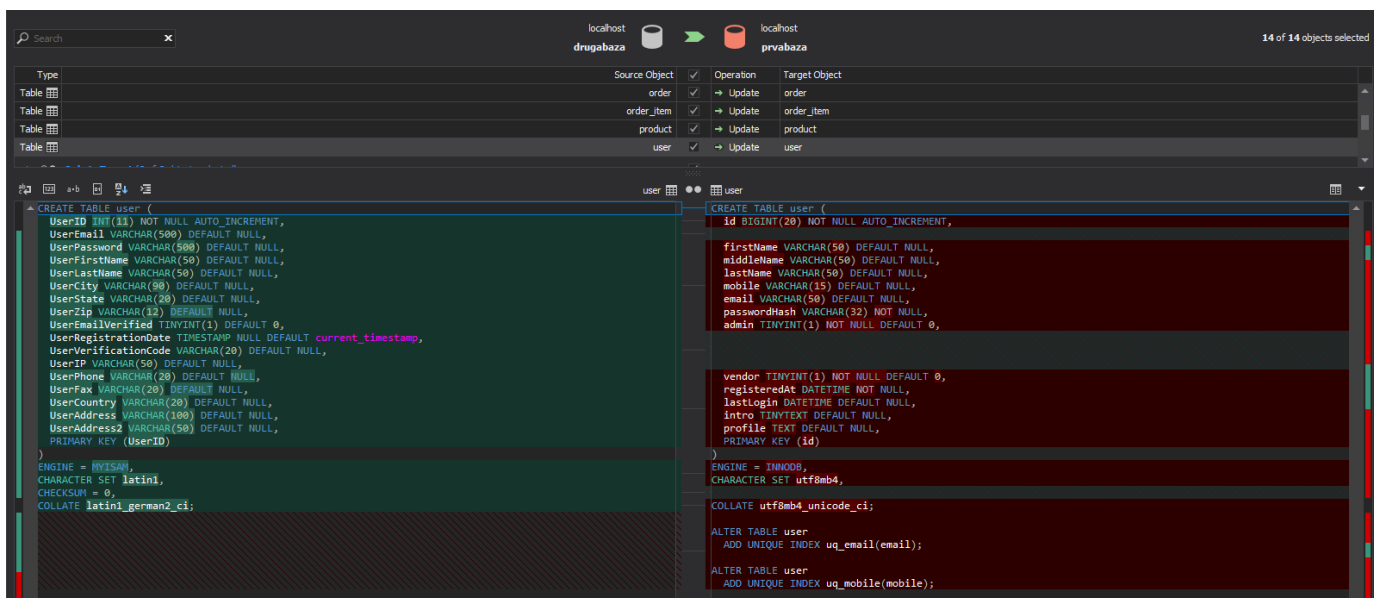 localhost
localhost
Search
x
drugabaza
prvabaza
14 of 14 objects selected
Type
Source Object
Operation
Target Object
Table
order
Update
order
Table
order_item
Update
order_item
Table
product
Update
product
Table
user
Update
user
user
user
CREATE TABLE user (
UserID INT(11) NOT NULL AUTO_INCREMENT,
UserEmail VARCHAR(500) DEFAULT NULL,
UserPassword VARCHAR(500) DEFAULT NULL,
UserFirstName VARCHAR(50) DEFAULT NULL,
UserLastName VARCHAR(50) DEFAULT NULL,
UserCity VARCHAR(90) DEFAULT NULL,
UserState VARCHAR(20) DEFAULT NULL,
UserZip VARCHAR(12) DEFAULT NULL,
UserEmailVerified TINYINT(1) DEFAULT 0,
UserRegistrationDate TIMESTAMP NULL DEFAULT current_timestamp,
UserVerificationCode VARCHAR(20) DEFAULT NULL,
UserIP VARCHAR(50) DEFAULT NULL,
UserPhone VARCHAR(20) DEFAULT NULL,
UserFax VARCHAR(20) DEFAULT NULL,
UserCountry VARCHAR(20) DEFAULT NULL,
UserAddress VARCHAR(100) DEFAULT NULL,
UserAddress2 VARCHAR(50) DEFAULT NULL,
PRIMARY KEY (UserID)
)
ENGINE = MYISAM,
CHARACTER SET latin1,
CHECKSUM = 0,
COLLATE latin1_german2_ci;
CREATE TABLE user (
id BIGINT(20) NOT NULL AUTO_INCREMENT,
firstName VARCHAR(50) DEFAULT NULL,
middleName VARCHAR(50) DEFAULT NULL,
lastName VARCHAR(50) DEFAULT NULL,
mobile VARCHAR(15) DEFAULT NULL,
email VARCHAR(50) DEFAULT NULL,
passwordHash VARCHAR(32) NOT NULL,
admin TINYINT(1) NOT NULL DEFAULT 0,
vendor TINYINT(1) NOT NULL DEFAULT 0,
registeredAt DATETIME NOT NULL,
lastLogin DATETIME DEFAULT NULL,
intro TINYTEXT DEFAULT NULL,
profile TEXT DEFAULT NULL,
PRIMARY KEY (id)
)
ENGINE = INNODB,
CHARACTER SET utf8mb4,
COLLATE utf8mb4_unicode_ci;
ALTER TABLE user
ADD UNIQUE INDEX uq_email(email);
ALTER TABLE user
ADD UNIQUE INDEX uq_mobile(mobile);